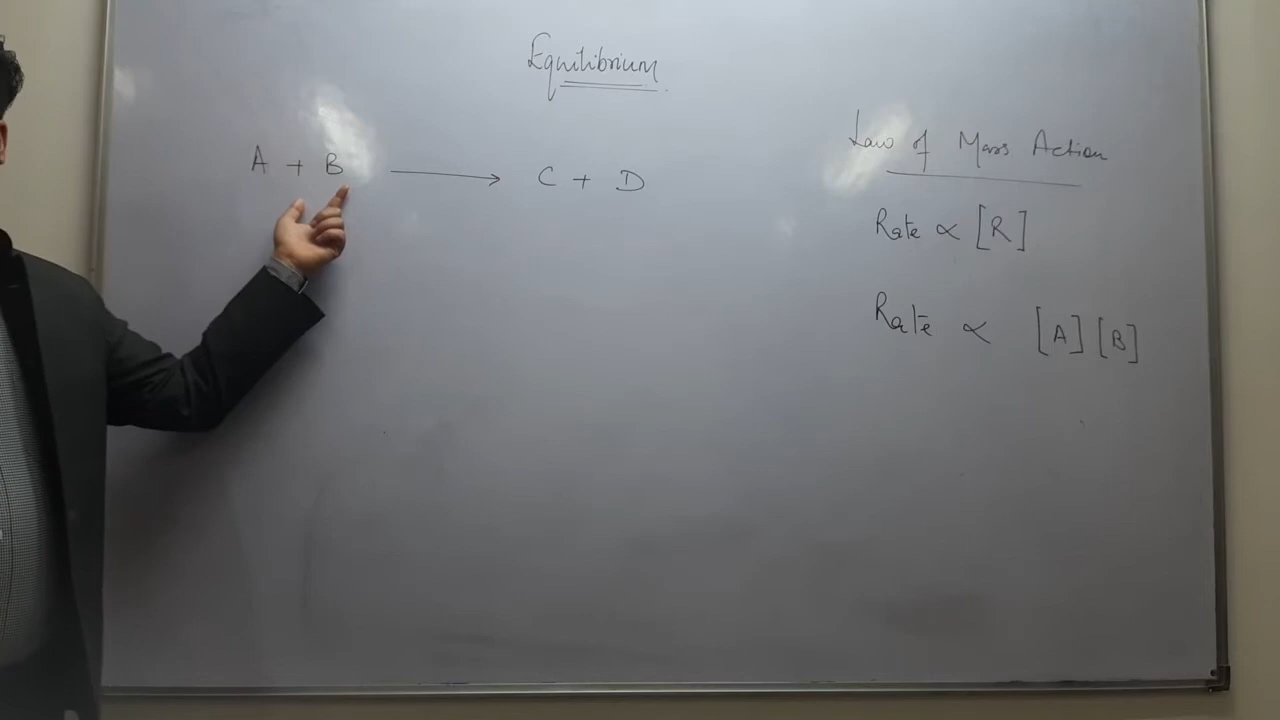 Equilibrium
A + B ⟶ C + D
Law of Mass Action
Rate ∝ [R]
Rate ∝ [A] [B]